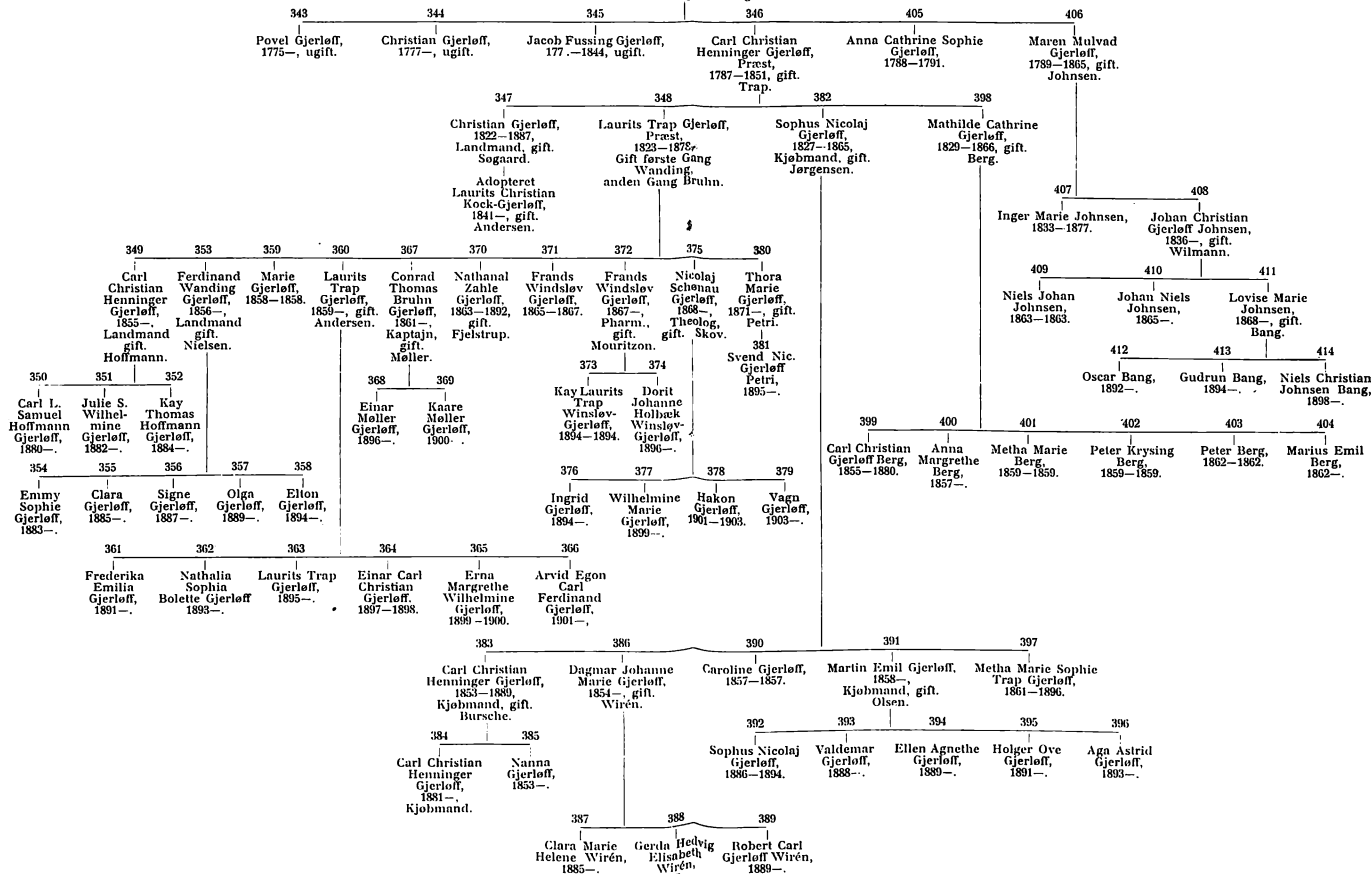 343
Povel Gjerløff,
1775—, ugift.
344
Christian Gjerløff,
1777—, ugift.
345
Jacob Fussing Gjerløff,
177 .—1844, ugift.
346
Carl Christian
Henninger Gjerløff,
Præst,
1787—1851, gift.
Trap.
405
Anna Cathrine Sophie
Gjerløff,
1788—1791.
406
Maren Mulvad
Gjerløff,
1789—1865, gift.
Johnsen.
347
Christian Gjerløff,
1822—1887,
Landmand, gift.
Søgaard.
Adopteret
Laurits Christian
Kock-Gjerløff,
1841—, gift.
Andersen.
348
Laurits Trap Gjerløff,
Præst,
1823—1878.
Gift første Gang
Wanding,
anden Gang Bruhn.
382
Sophus Nicolaj
Gjerløff,
1827—1865,
Kjøbmand, gift.
Jørgensen.
398
Mathilde Cathrine
Gjerløff,
1829—1866, gift.
Berg.
407
Inger Marie Johnsen,
1833—1877.
408
Johan Christian
Gjerløff Johnsen,
1836—, gift.
Wilmann.
349
Carl
Christian
Henninger
Gjerløff,
1855—,
Landmand
gift.
Hoffmann.
353
Ferdinand
Wanding
Gjerløff,
1856—,
Landmand
gift.
Nielsen.
359
Marie
Gjerløff,
1858—1858.
360
Laurits
Trap
Gjerløff,
1859—, gift.
Andersen.
367
Conrad
Thomas
Bruhn
Gjerløff,
1861—,
Kaptajn,
gift.
Møller.
370
Nathanal
Zahle
Gjerløff,
1863—1892,
gift.
Fjelstrup.
371
Frands
Windsløv
Gjerløff,
1865—1867.
372
Frands
Windsløv
Gjerløff,
1867—,
Pharm.,
gift.
Mouritzon.
375
Nicolaj
Schønau
Gjerløff,
1868—,
Theolog,
gift. Skov.
380
Thora
Marie
Gjerløff,
1871—, gift.
Petri.
381
Svend Nic.
Gjerløff
Petri,
1895—.
409
Niels Johan
Johnsen,
1863—1863.
410
Johan Niels
Johnsen,
1865—.
411
Lovise Marie
Johnsen,
1868—, gift.
Bang.
412
Oscar Bang,
1892—.
413
Gudrun Bang,
1894—.
414
Niels Christian
Johnsen Bang,
1898—.
350
Carl L.
Samuel
Hoffmann
Gjerløff,
1880—.
351
Julie S.
Wilhel-
mine
Gjerløff,
1882—.
352
Kay
Thomas
Hoffmann
Gjerløff,
1884—.
368
Einar
Møller
Gjerløff,
1896—.
369
Kaare
Møller
Gjerløff,
1900- .
373
Kay Laurits
Trap
Winsløv-
Gjerløff,
1894—1894.
374
Dorit
Johanne
Holbæk
Winsløv-
Gjerløff,
1896—.
399
Carl Christian
Gjerløff Berg,
1855—1880.
400
Anna
Margrethe
Berg,
1857—.
401
Metha Marie
Berg,
1859—1859.
402
Peter Krysing
Berg,
1859—1859.
403
Peter Berg,
1862—1862.
404
Marius Emil
Berg,
1862—.
354
Emmy
Sophie
Gjerløff,
1883—.
355
Clara
Gjerløff,
1885—.
356
Signe
Gjerløff,
1887—.
357
Olga
Gjerløff,
1889—.
358
Elton
Gjerløff,
1894—.
376
Ingrid
Gjerløff,
1894—.
377
Wilhelmine
Marie
Gjerløff,
1899—.
378
Hakon
Gjerløff,
1901—1903.
379
Vagn
Gjerløff,
1903—.
361
Frederika
Emilia
Gjerløff,
1891—.
362
Nathalia
Sophia
Bolette Gjerløff
1893—.
363
Laurits Trap
Gjerløff,
1895—.
364
Einar Carl
Christian
Gjerløff.
1897—1898.
365
Erna
Margrethe
Wilhelmine
Gjerløff,
1899—1900.
366
Arvid Egon
Carl
Ferdinand
Gjerløff,
1901—,
383
Carl Christian
Henninger Gjerløff,
1853—1889,
Kjøbmand, gift.
Bursche.
386
Dagmar Johanne
Marie Gjerløff,
1854—, gift.
Wirén.
390
Caroline Gjerløff,
1857—1857.
391
Martin Emil Gjerløff,
1858—,
Kjøbmand, gift.
Olsen.
397
Metha Marie Sophie
Trap Gjerløff,
1861—1896.
384
Carl Christian
Henninger
Gjerløff,
1881—,
Kjøbmand.
385
Nanna
Gjerløff,
1853—.
392
Sophus Nicolaj
Gjerløff,
1886—1894.
393
Valdemar
Gjerløff,
1888—.
394
Ellen Agnethe
Gjerløff,
1889—.
395
Holger Ove
Gjerløff,
1891—.
396
Aga Astrid
Gjerløff,
1893—.
387
Clara Marie
Helene Wirén,
1885—.
388
Gerda Hedvig
Elisabeth
Wirén,
389
Robert Carl
Gjerløff Wirén,
1889—.